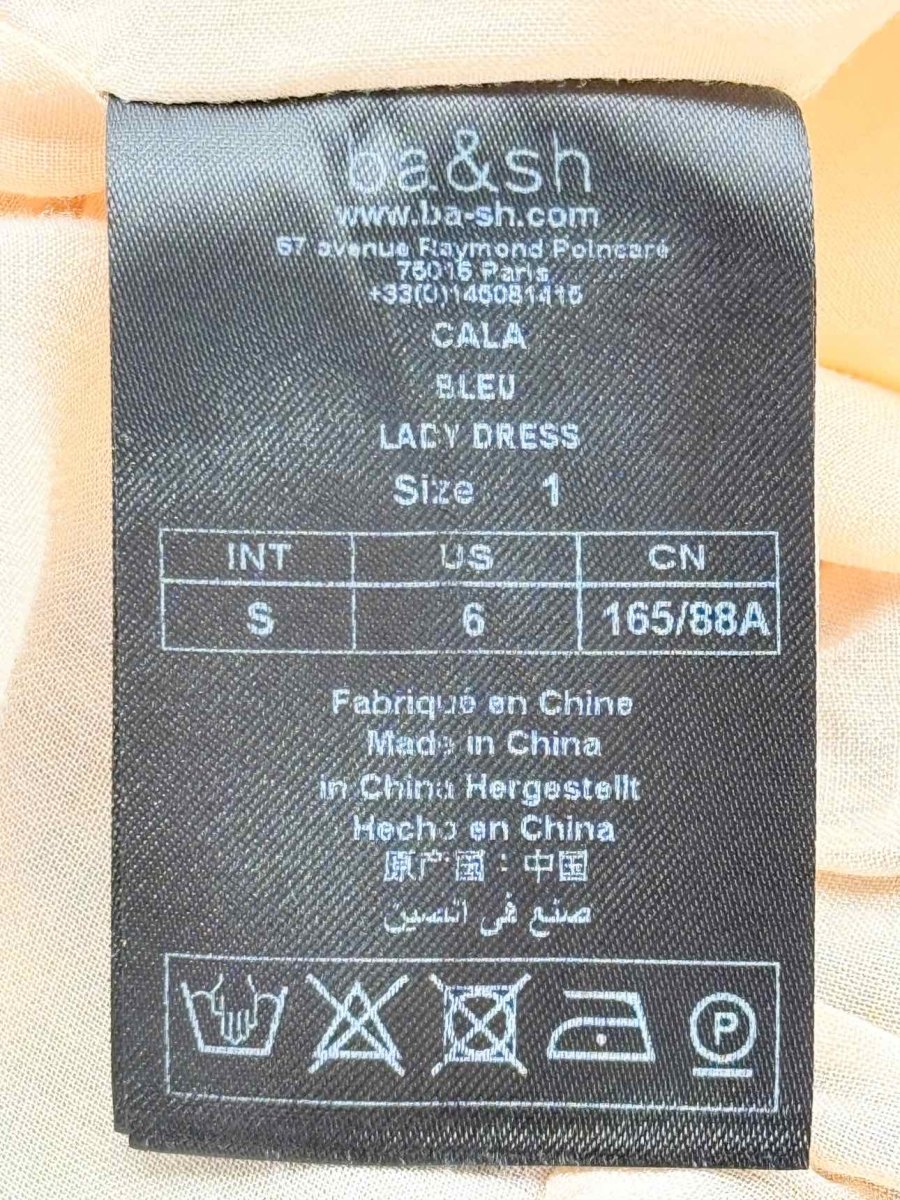 ba&sh
www.ba-sh.com
67 avenue Raymond Poincaré
75016 Paris
+33(0)145081415
CALA
BLEU
LADY DRESS
Size 1
INT US CN
S 6 165/88A
Fabriqué en Chine
Made in China
in China Hergestellt
Hecho en China
原产国：中国
صنع في اتسين
P